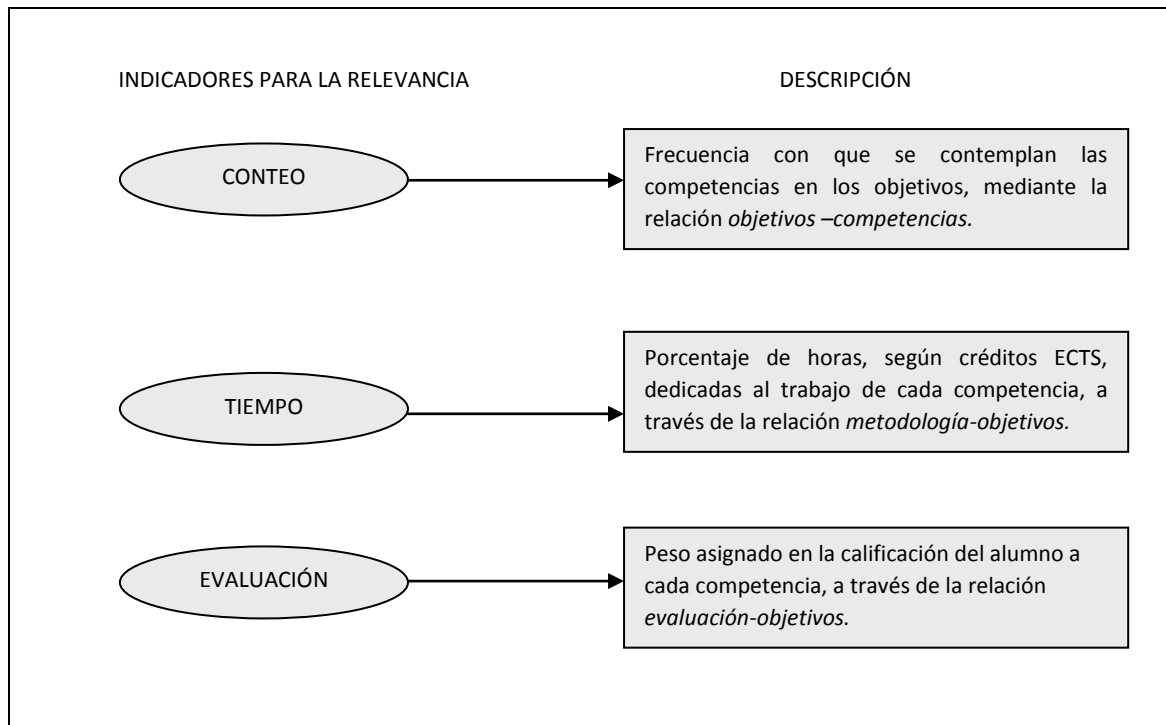 INDICADORES PARA LA RELEVANCIA
DESCRIPCIÓN
CONTEO
Frecuencia con que se contemplan las
competencias en los objetivos, mediante la
relación objetivos –competencias.
TIEMPO
Porcentaje de horas, según créditos ECTS,
dedicadas al trabajo de cada competencia, a
través de la relación metodología-objetivos.
EVALUACIÓN
Peso asignado en la calificación del alumno a
cada competencia, a través de la relación
evaluación-objetivos.